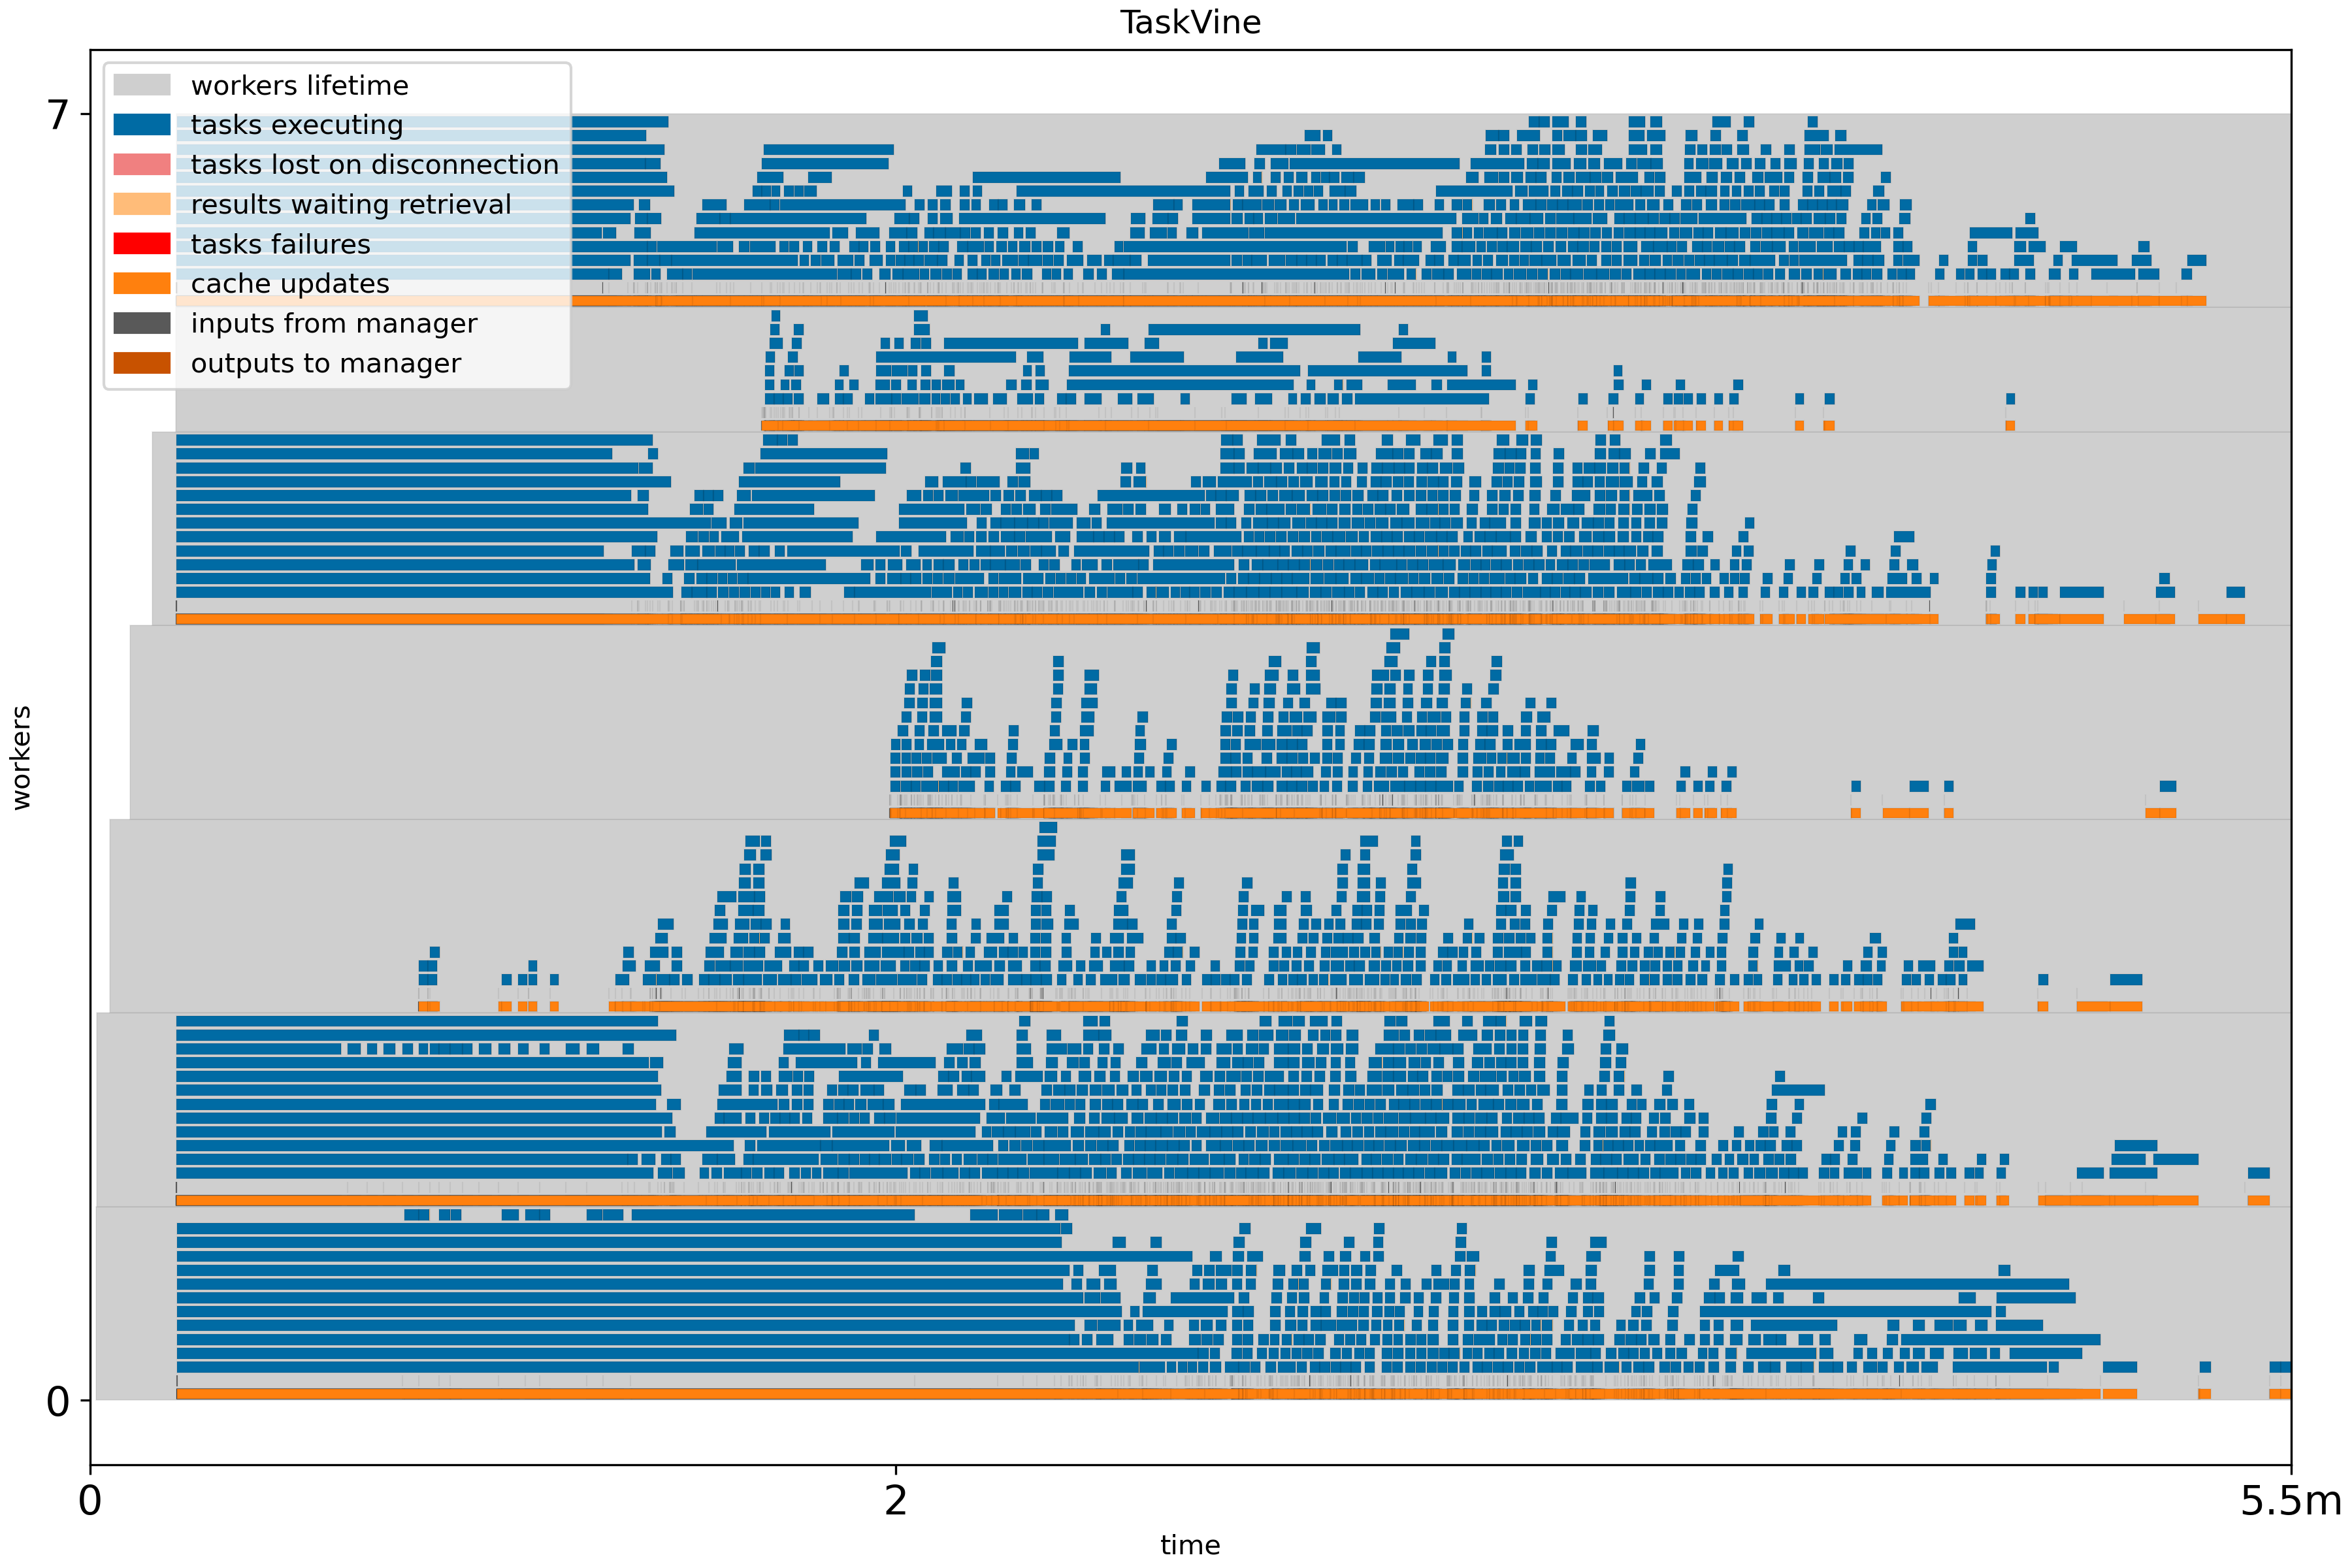 TaskVine
7
workers lifetime
tasks executing
tasks lost on disconnection
results waiting retrieval
tasks failures
cache updates
inputs from manager
outputs to manager
workers
0
0
2
5.5m
time